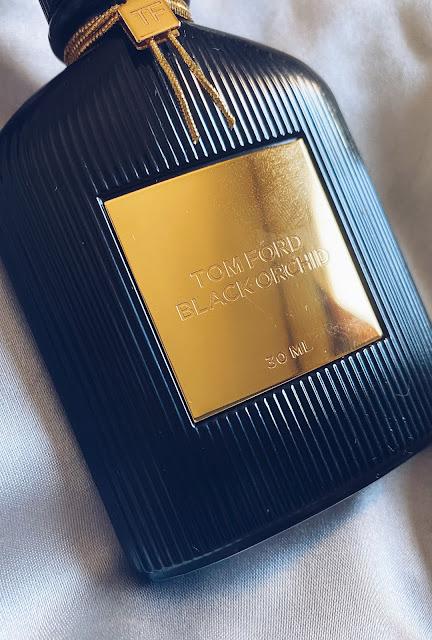 TF
TOM FORD
BLACK ORCHID
30 ML